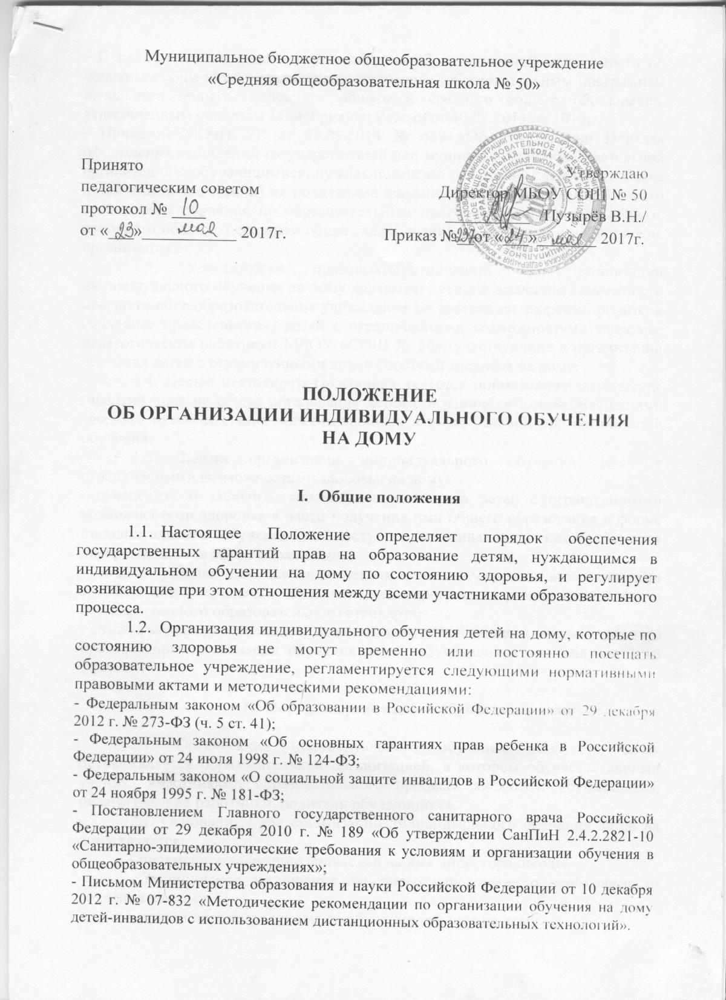 Муниципальное бюджетное общеобразовательное учреждение
«Средняя общеобразовательная школа № 50»
Принято
педагогическим советом
протокол № 10
от «23» мая 2017г.
Утверждаю
Директор МБОУ СОШ № 50
/Пузырёв В.Н./
Приказ №237 от «24» мая 2017г.
ПОЛОЖЕНИЕ
ОБ ОРГАНИЗАЦИИ ИНДИВИДУАЛЬНОГО ОБУЧЕНИЯ
НА ДОМУ
I. Общие положения
1.1. Настоящее Положение определяет порядок обеспечения
государственных гарантий прав на образование детям, нуждающимся в
индивидуальном обучении на дому по состоянию здоровья, и регулирует
возникающие при этом отношения между всеми участниками образовательного
процесса.
1.2. Организация индивидуального обучения детей на дому, которые по
состоянию здоровья не могут временно или постоянно посещать
образовательное учреждение, регламентируется следующими нормативными
правовыми актами и методическими рекомендациями:
- Федеральным законом «Об образовании в Российской Федерации» от 29 декабря
2012 г. № 273-ФЗ (ч. 5 ст. 41);
- Федеральным законом «Об основных гарантиях прав ребенка в Российской
Федерации» от 24 июля 1998 г. № 124-ФЗ;
- Федеральным законом «О социальной защите инвалидов в Российской Федерации»
от 24 ноября 1995 г. № 181-ФЗ;
- Постановлением Главного государственного санитарного врача Российской
Федерации от 29 декабря 2010 г. № 189 «Об утверждении СанПиН 2.4.2.2821-10
«Санитарно-эпидемиологические требования к условиям и организации обучения в
общеобразовательных учреждениях»;
- Письмом Министерства образования и науки Российской Федерации от 10 декабря
2012 г. № 07-832 «Методические рекомендации по организации обучения на дому
детей-инвалидов с использованием дистанционных образовательных технологий».